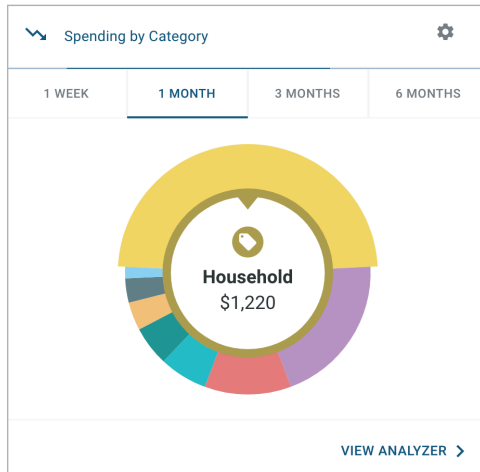 Spending by Category
1 WEEK
1 MONTH
3 MONTHS
6 MONTHS
Household
$1,220
VIEW ANALYZER